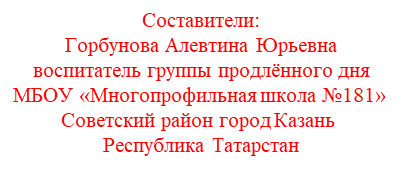 Составители:
Горбунова Алевтина Юрьевна
воспитатель группы продлённого дня
МБОУ «Многопрофильная школа №181»
Советский район город Казань
Республика Татарстан